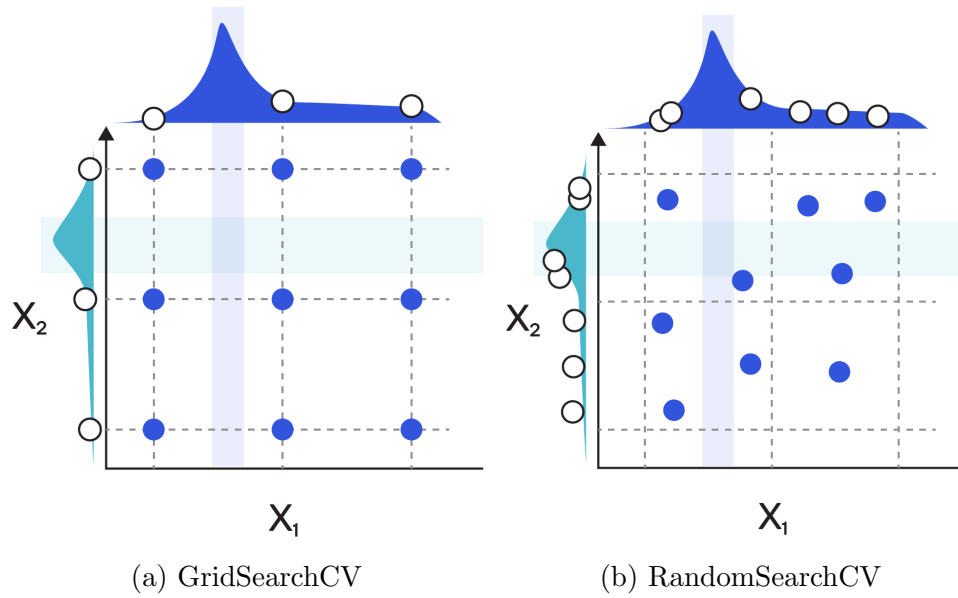 X₂
X₁
(a) GridSearchCV
X₂
X₁
(b) RandomSearchCV